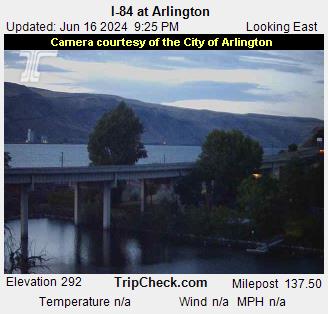 I-84 at Arlington
Updated: Jun 16 2024 9:25 PM Looking East
Camera courtesy of the City of Arlington
Elevation 292 TripCheck.com Milepost 137.50
Temperature n/a Wind n/a MPH n/a